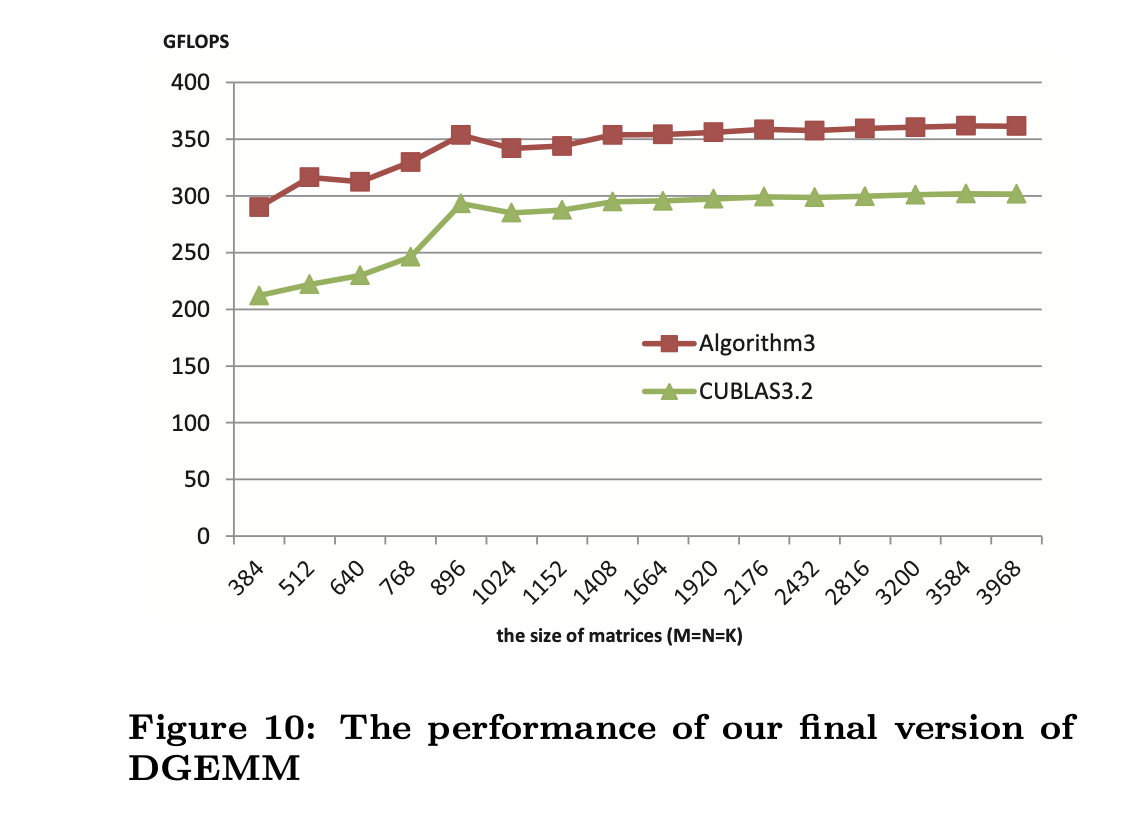 GFLOPS
400
350
300
250
200
150
100
50
0
Algorithm3
CUBLAS3.2
384 512 640 768 896 1024 1152 1408 1664 1920 2176 2432 2816 3200 3584 3968
the size of matrices (M=N=K)
Figure 10: The performance of our final version of
DGEMM